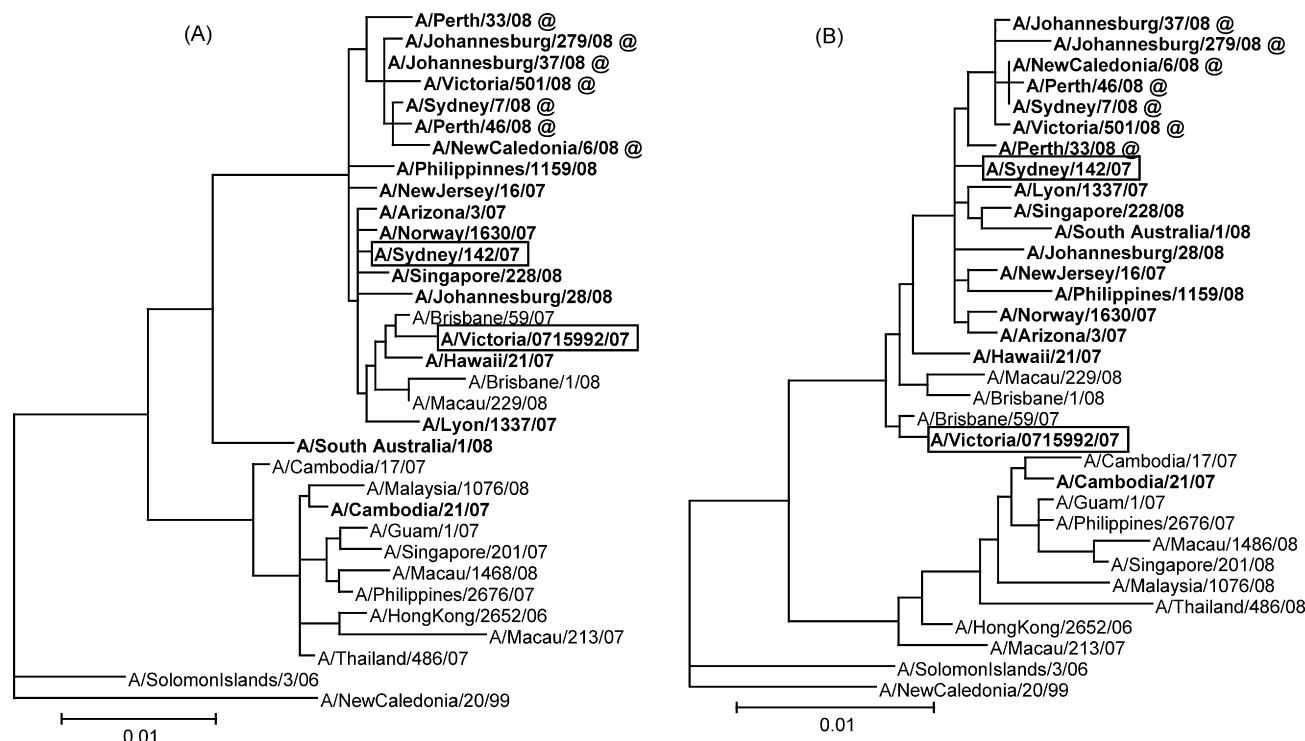 (A)
A/Perth/33/08 @
A/Johannesburg/279/08 @
A/Johannesburg/37/08 @
A/Victoria/501/08 @
A/Sydney/7/08 @
A/Perth/46/08 @
A/NewCaledonia/6/08 @
A/Philippinnes/1159/08
A/NewJersey/16/07
A/Arizona/3/07
A/Norway/1630/07
A/Sydney/142/07
A/Singapore/228/08
A/Johannesburg/28/08
A/Brisbane/59/07
A/Victoria/0715992/07
A/Hawaii/21/07
A/Brisbane/1/08
A/Macau/229/08
A/Lyon/1337/07
A/South Australia/1/08
A/Cambodia/17/07
A/Malaysia/1076/08
A/Cambodia/21/07
A/Guam/1/07
A/Singapore/201/07
A/Macau/1468/08
A/Philippines/2676/07
A/HongKong/2652/06
A/Macau/213/07
A/Thailand/486/07
A/SolomonIslands/3/06
A/NewCaledonia/20/99
0.01
(B)
A/Johannesburg/37/08 @
A/Johannesburg/279/08 @
A/NewCaledonia/6/08 @
A/Perth/46/08 @
A/Sydney/7/08 @
A/Victoria/501/08 @
A/Perth/33/08 @
A/Sydney/142/07
A/Lyon/1337/07
A/Singapore/228/08
A/South Australia/1/08
A/Johannesburg/28/08
A/NewJersey/16/07
A/Philippines/1159/08
A/Norway/1630/07
A/Arizona/3/07
A/Hawaii/21/07
A/Macau/229/08
A/Brisbane/1/08
A/Brisbane/59/07
A/Victoria/0715992/07
A/Cambodia/17/07
A/Cambodia/21/07
A/Guam/1/07
A/Philippines/2676/07
A/Macau/1486/08
A/Singapore/201/08
A/Malaysia/1076/08
A/Thailand/486/08
A/HongKong/2652/06
A/Macau/213/07
A/SolomonIslands/3/06
A/NewCaledonia/20/99
0.01